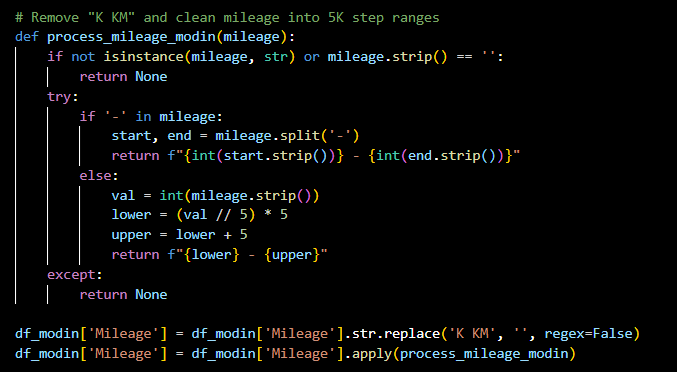 # Remove "K KM" and clean mileage into 5K step ranges
def process_mileage_modin(mileage):
    if not isinstance(mileage, str) or mileage.strip() == '':
        return None
    try:
        if '-' in mileage:
            start, end = mileage.split('-')
            return f"{int(start.strip())} - {int(end.strip())}"
        else:
            val = int(mileage.strip())
            lower = (val // 5) * 5
            upper = lower + 5
            return f"{lower} - {upper}"
    except:
        return None

df_modin['Mileage'] = df_modin['Mileage'].str.replace('K KM', '', regex=False)
df_modin['Mileage'] = df_modin['Mileage'].apply(process_mileage_modin)